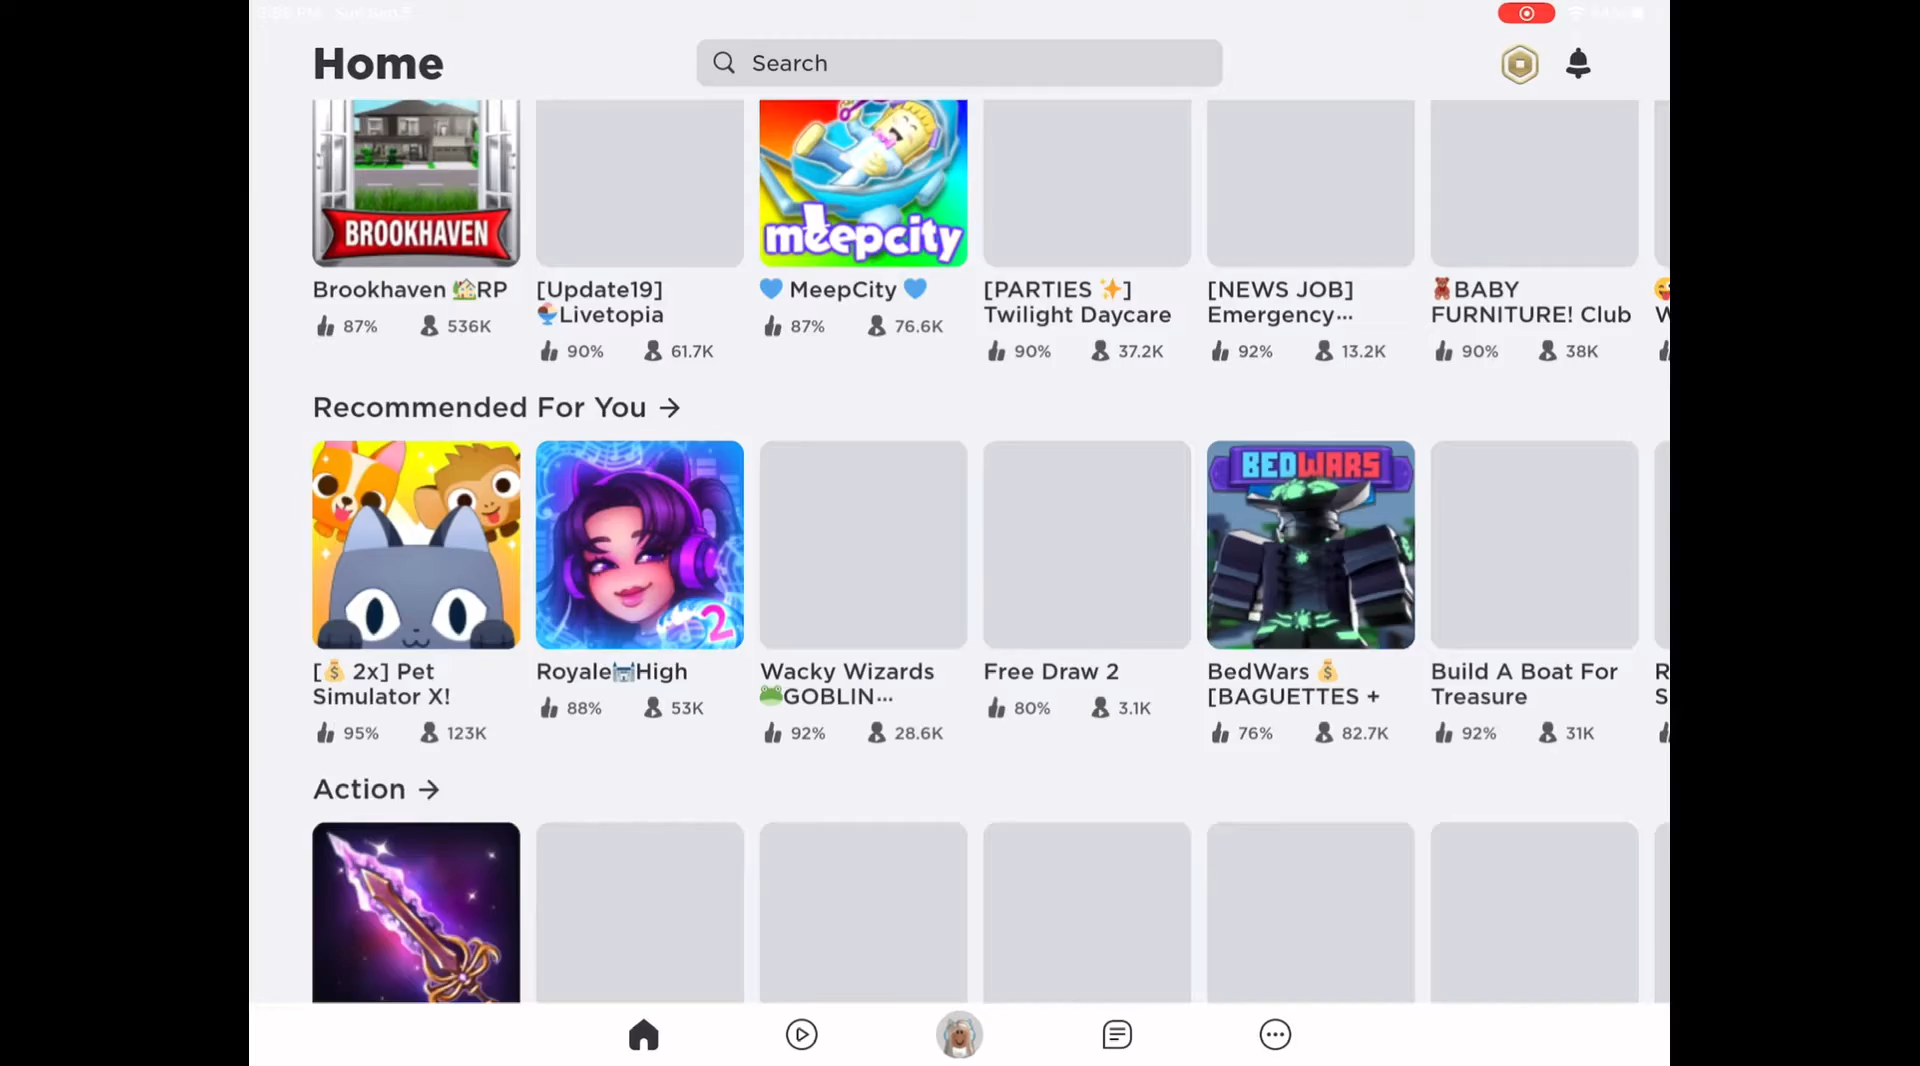 Home
Search
BROOKHAVEN
meepcity
Brookhaven 🏡RP
87% 536K
[Update19]
🍧Livetopia
90% 61.7K
💙 MeepCity 💙
87% 76.6K
[PARTIES ✨]
Twilight Daycare
90% 37.2K
[NEWS JOB]
Emergency...
92% 13.2K
🧸BABY
FURNITURE! Club
90% 38K
Recommended For You →
2
BEDWARS
[💰 2x] Pet
Simulator X!
95% 123K
Royale🏰High
88% 53K
Wacky Wizards
🐸GOBLIN...
92% 28.6K
Free Draw 2
80% 3.1K
BedWars 💰
[BAGUETTES +
76% 82.7K
Build A Boat For
Treasure
92% 31K
Action →